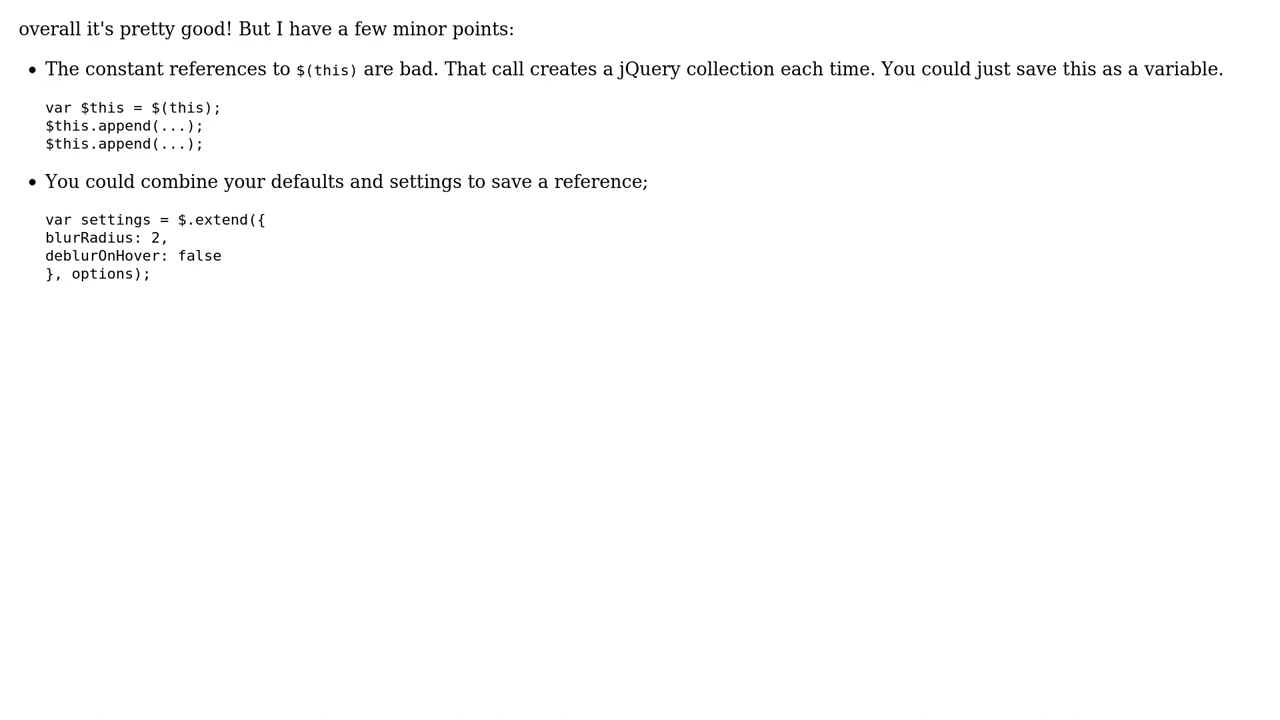 overall it's pretty good! But I have a few minor points:
The constant references to $(this) are bad. That call creates a jQuery collection each time. You could just save this as a variable.
var $this = $(this);
$this.append(...);
$this.append(...);
You could combine your defaults and settings to save a reference;
var settings = $.extend({
blurRadius: 2,
deblurOnHover: false
}, options);